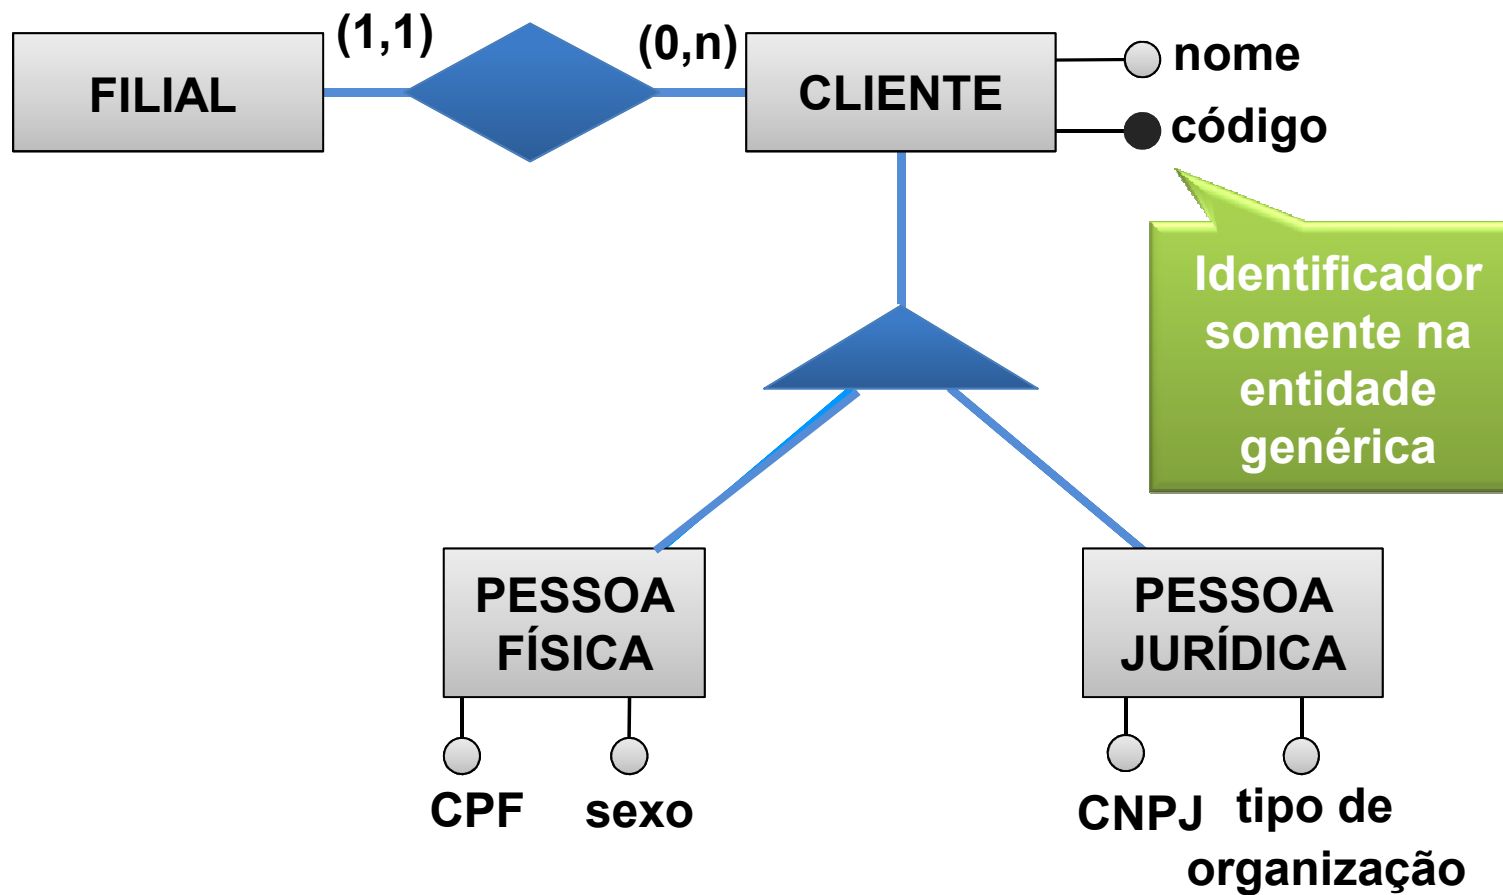 FILIAL
(1,1)
(0,n)
CLIENTE
nome
código
Identificador
somente na
entidade
genérica
PESSOA
FÍSICA
PESSOA
JURÍDICA
CPF
sexo
CNPJ
tipo de
organização